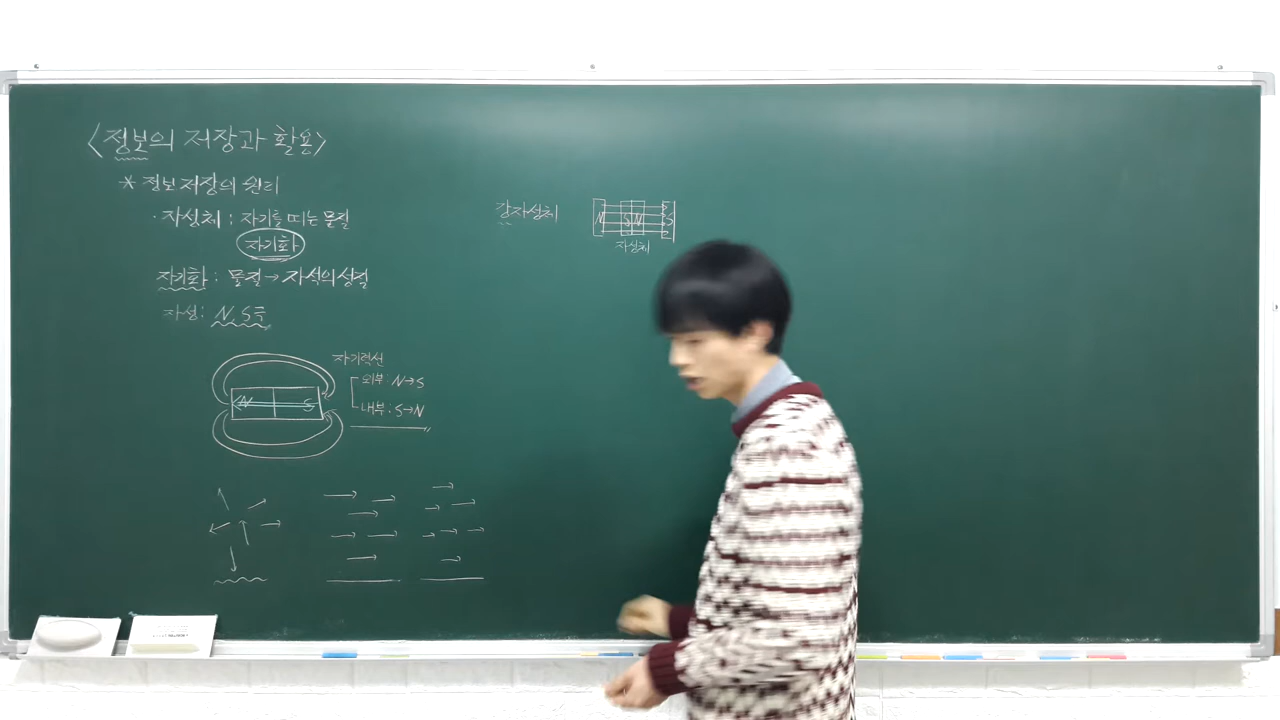 <정보의 저장과 활용>
* 정보 저장의 원리
· 자성체 : 자기를 띠는 물질
자기화
자기화 : 물질 → 자석의 성질
자성 : N, S극
자기력선
외부 : N→S
내부 : S→N
N S
강자성체
N S N S
자성체